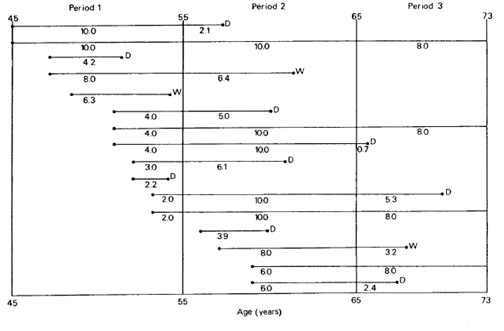 Period 1 Period 2 Period 3
45 55 65 73
10.0 2.1 D
10.0 10.0 8.0
4.2 D
8.0 6.4 W
6.3 W
4.0 5.0 D
4.0 10.0 8.0
4.0 10.0 0.7 D
3.0 6.1 D
2.2 D
2.0 10.0 5.3 D
2.0 10.0 8.0
3.9 D
8.0 3.2 W
6.0 8.0
6.0 2.4 D
45 55 65 73
Age (years)